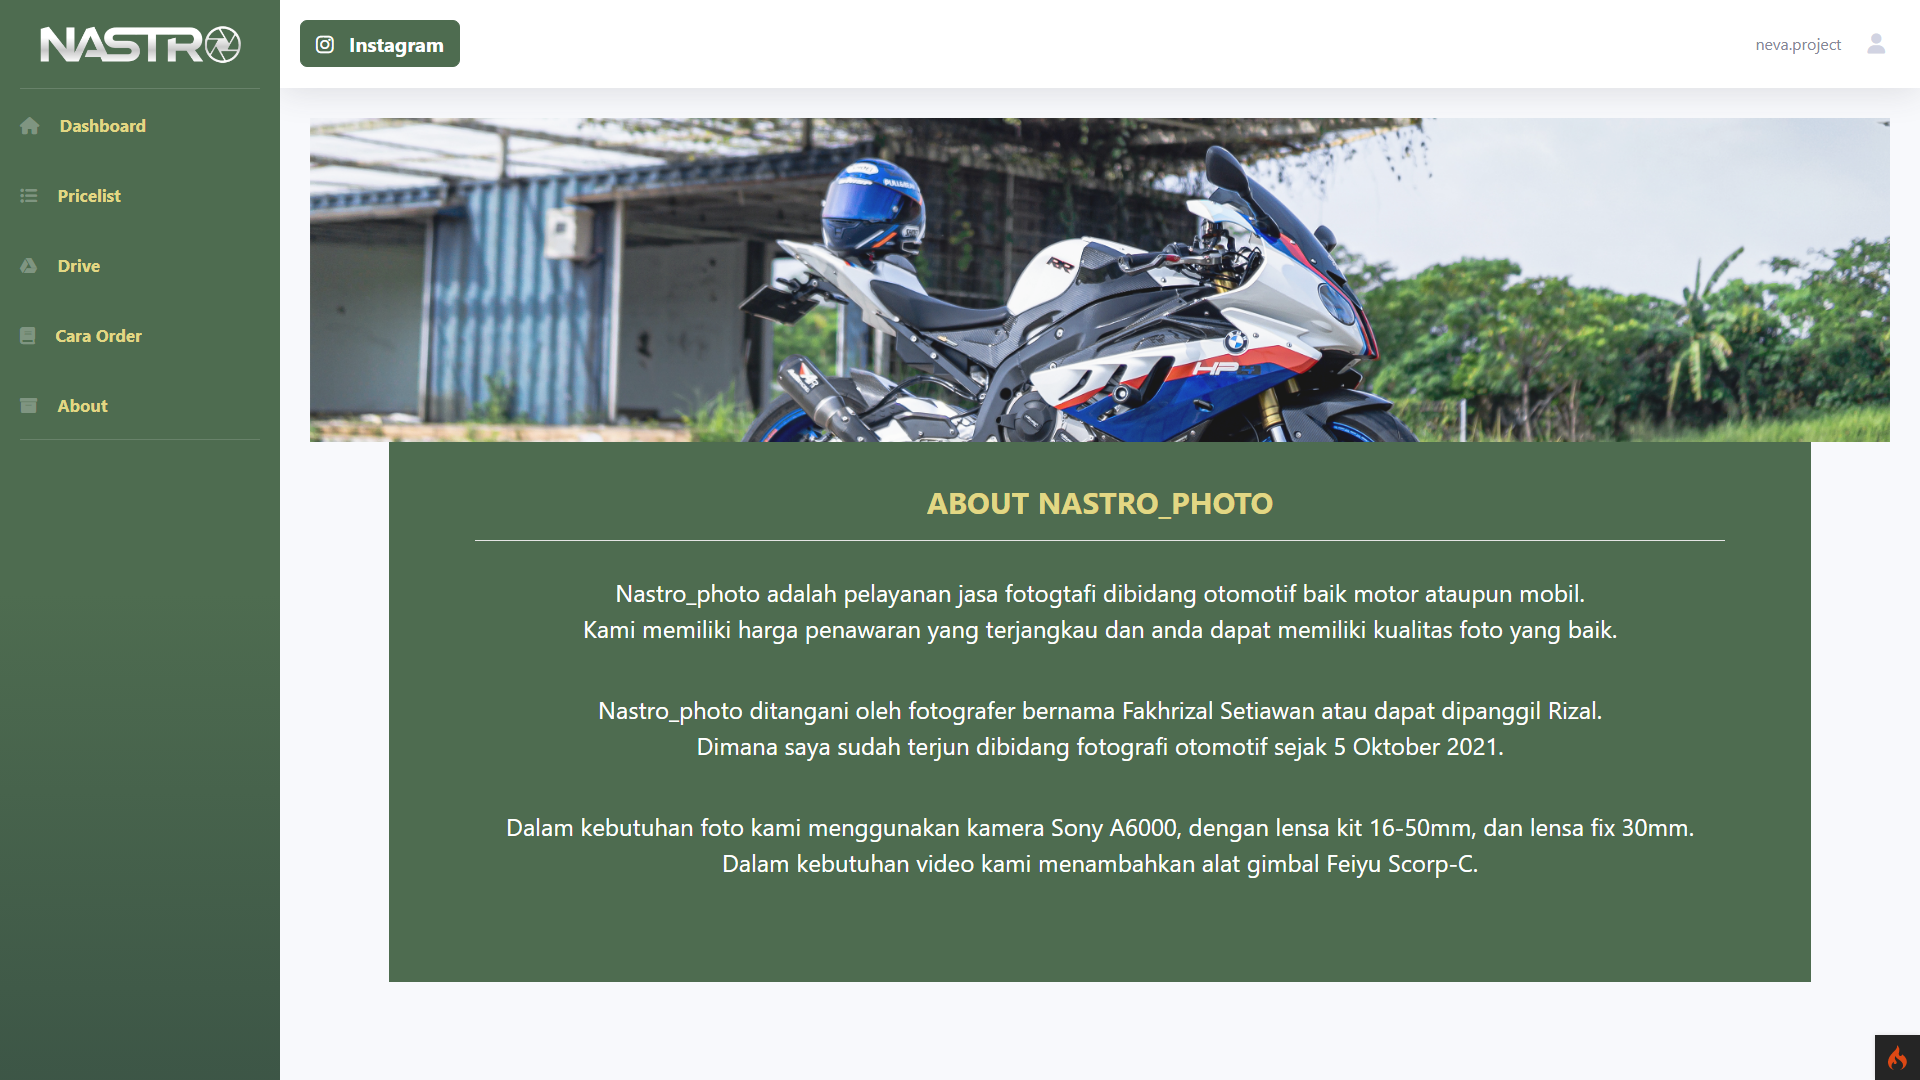 NASTRO
Instagram
neva.project
Dashboard
Pricelist
Drive
Cara Order
About
RR
HP4
ABOUT NASTRO_PHOTO
Nastro_photo adalah pelayanan jasa fotogtafi dibidang otomotif baik motor ataupun mobil.
Kami memiliki harga penawaran yang terjangkau dan anda dapat memiliki kualitas foto yang baik.
Nastro_photo ditangani oleh fotografer bernama Fakhrizal Setiawan atau dapat dipanggil Rizal.
Dimana saya sudah terjun dibidang fotografi otomotif sejak 5 Oktober 2021.
Dalam kebutuhan foto kami menggunakan kamera Sony A6000, dengan lensa kit 16-50mm, dan lensa fix 30mm.
Dalam kebutuhan video kami menambahkan alat gimbal Feiyu Scorp-C.